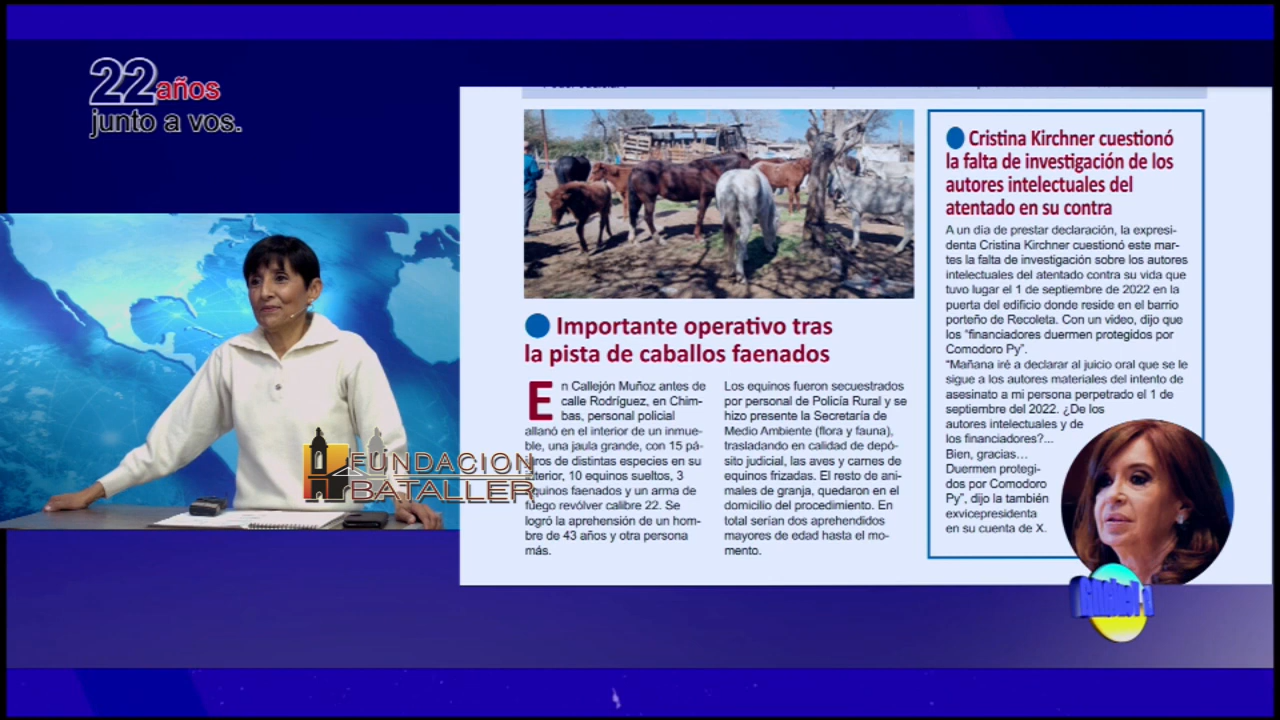 22 años
junto a vos.
Importante operativo tras
la pista de caballos faenados
En Callejón Muñoz antes de
calle Rodríguez, en Chim-
bas, personal policial
allanó en el interior de un inmue-
ble, una jaula grande, con 15 pá-
de distintas especies en su
10 equinos sueltos, 3
equinos faenados y un arma de
fuego revólver calibre 22. Se
logró la aprehensión de un hom-
bre de 43 años y otra persona
más.
Los equinos fueron secuestrados
por personal de Policía Rural y se
hizo presente la Secretaría de
Medio Ambiente (flora y fauna),
trasladando en calidad de depó-
sito judicial, las aves y carnes de
equinos frizadas. El resto de ani-
males de granja, quedaron en el
domicilio del procedimiento. En
total serían dos aprehendidos
mayores de edad hasta el mo-
mento.
Cristina Kirchner cuestionó
la falta de investigación de los
autores intelectuales del
atentado en su contra
A un día de prestar declaración, la expresi-
denta Cristina Kirchner cuestionó este mar-
tes la falta de investigación sobre los autores
intelectuales del atentado contra su vida que
tuvo lugar el 1 de septiembre de 2022 en la
puerta del edificio donde reside en el barrio
porteño de Recoleta. Con un video, dijo que
los “financiadores duermen protegidos por
Comodoro Py”.
“Mañana iré a declarar al juicio oral que se le
sigue a los autores materiales del intento de
asesinato a mi persona perpetrado el 1 de
septiembre del 2022. ¿De los
autores intelectuales y de
los financiadores?...
Bien, gracias…
Duermen protegi-
dos por Comodoro
Py”, dijo la también
exvicepresidenta
en su cuenta de X.
FUNDACION
BATALLER